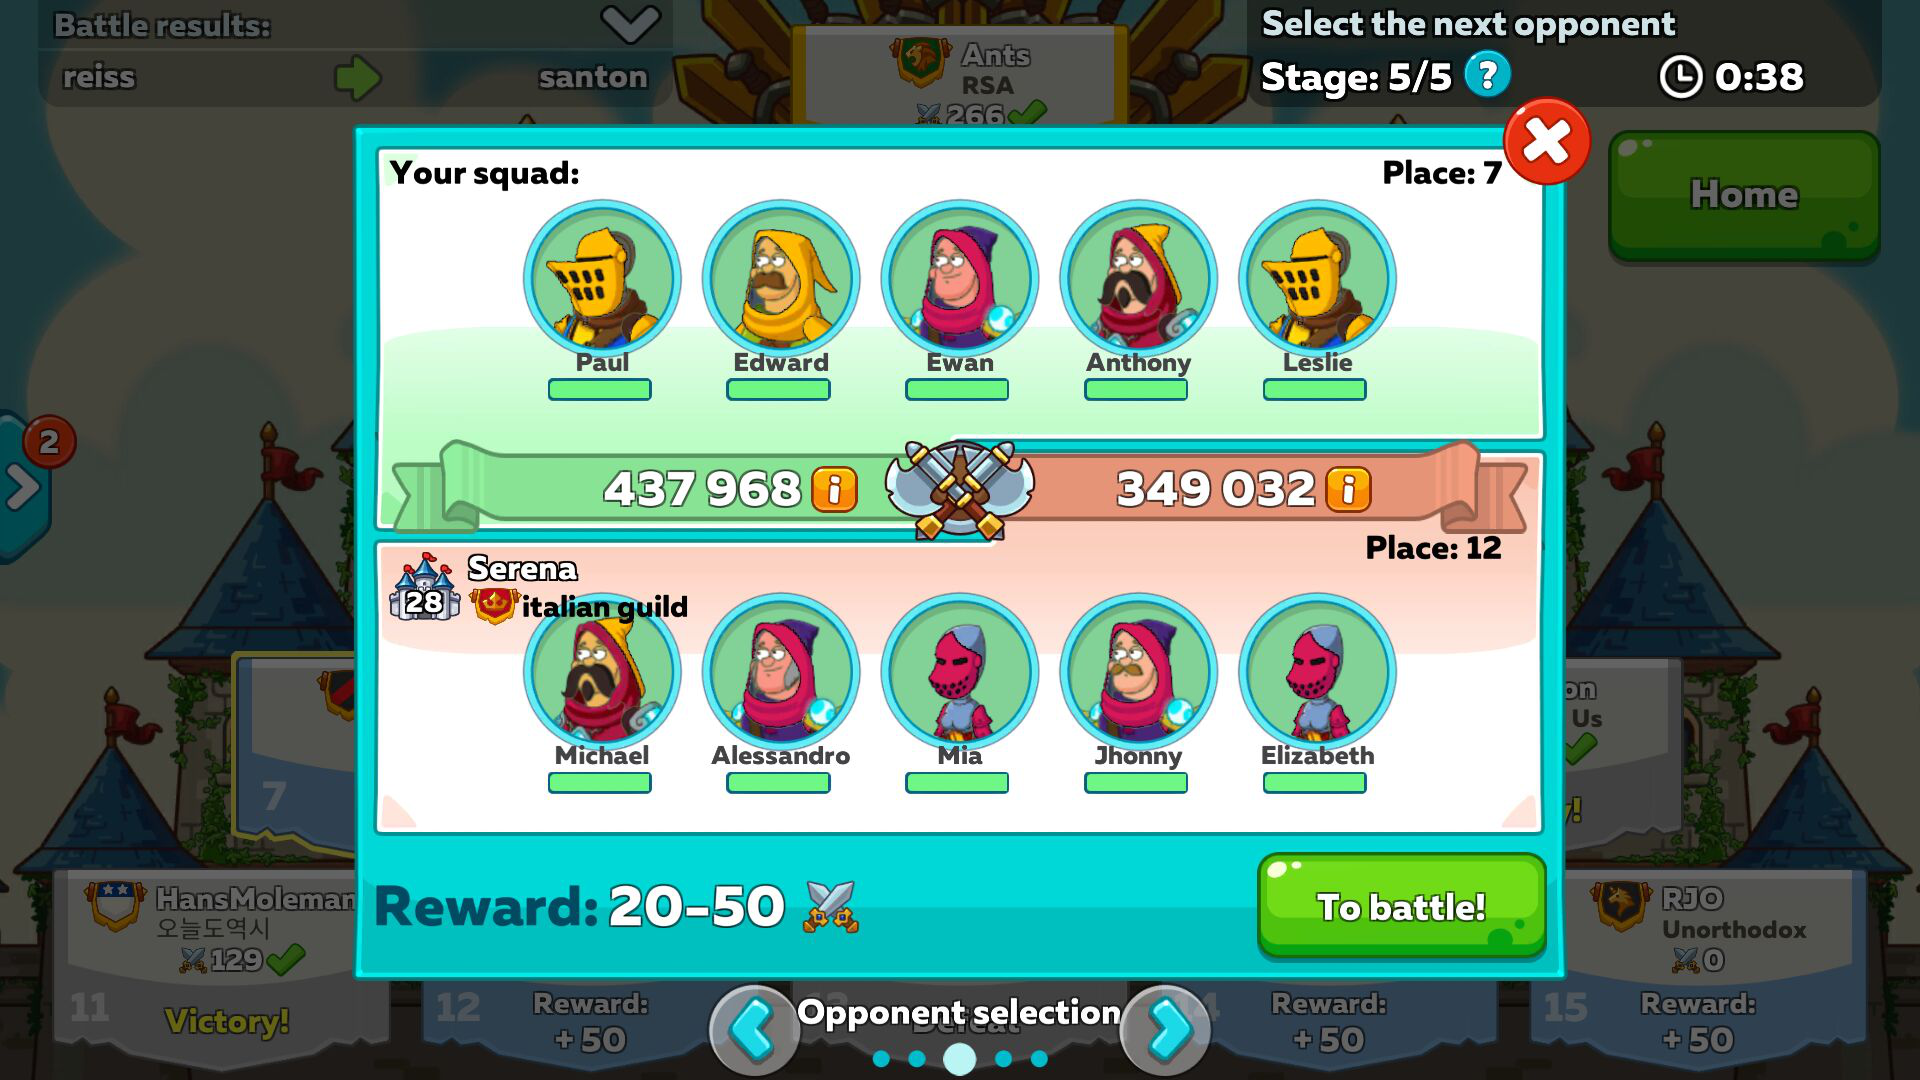 Battle results:
reiss
santon
Ants
RSA
266
Select the next opponent
Stage: 5/5 ?
0:38
Home
Your squad:
Place: 7
Paul
Edward
Ewan
Anthony
Leslie
2
437 968 i
349 032 i
Place: 12
28
Serena
italian guild
Michael
Alessandro
Mia
Jhonny
Elizabeth
on
Us
7
y!
Reward: 20-50
To battle!
HansMoleman
오늘도역시
129
11
Victory!
12
Reward:
+ 50
Opponent selection
13
Defeat
14
Reward:
+ 50
RJO
Unorthodox
0
15
Reward:
+ 50